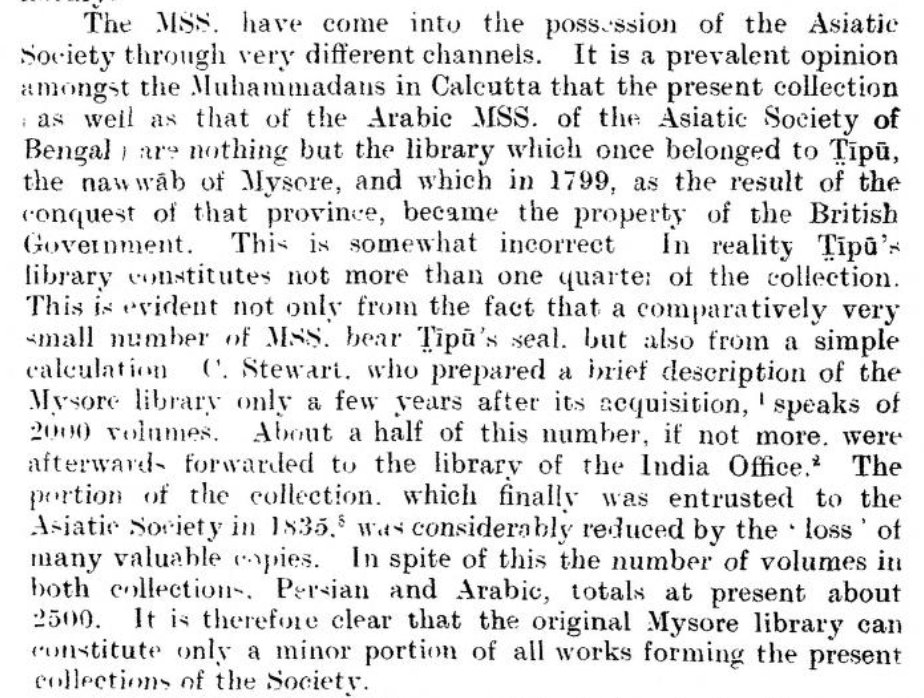 The MSS. have come into the possession of the Asiatic
Society through very different channels. It is a prevalent opinion
amongst the Muhammadans in Calcutta that the present collection
(as well as that of the Arabic MSS. of the Asiatic Society of
Bengal) are nothing but the library which once belonged to Ṭīpū,
the nawwāb of Mysore, and which in 1799, as the result of the
conquest of that province, became the property of the British
Government. This is somewhat incorrect In reality Ṭīpū's
library constitutes not more than one quarter of the collection.
This is evident not only from the fact that a comparatively very
small number of MSS. bear Ṭīpū's seal, but also from a simple
calculation C. Stewart, who prepared a brief description of the
Mysore library only a few years after its acquisition, ¹ speaks of
2000 volumes. About a half of this number, if not more, were
afterwards forwarded to the library of the India Office.² The
portion of the collection, which finally was entrusted to the
Asiatic Society in 1835,³ was considerably reduced by the ' loss ' of
many valuable copies. In spite of this the number of volumes in
both collections, Persian and Arabic, totals at present about
2500. It is therefore clear that the original Mysore library can
constitute only a minor portion of all works forming the present
collections of the Society.